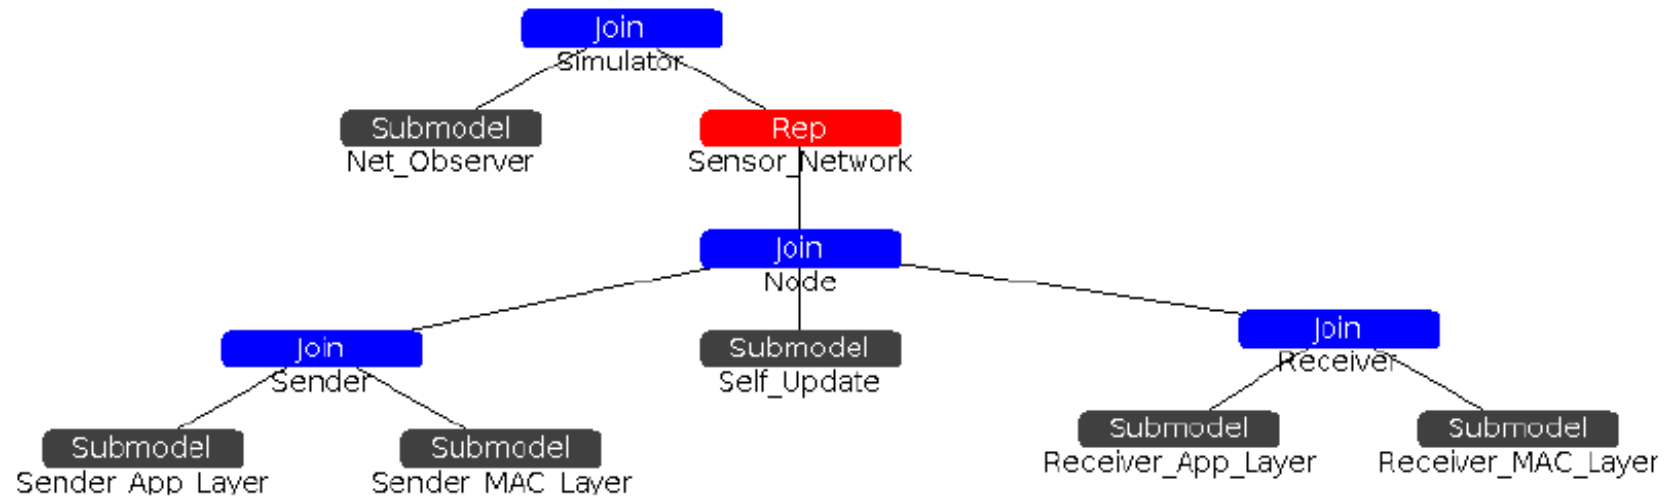 Join
Simulator
Submodel
Net_Observer
Rep
Sensor_Network
Join
Node
Join
Sender
Submodel
Self_Update
Join
Receiver
Submodel
Sender_App_Layer
Submodel
Sender_MAC_Layer
Submodel
Receiver_App_Layer
Submodel
Receiver_MAC_Layer